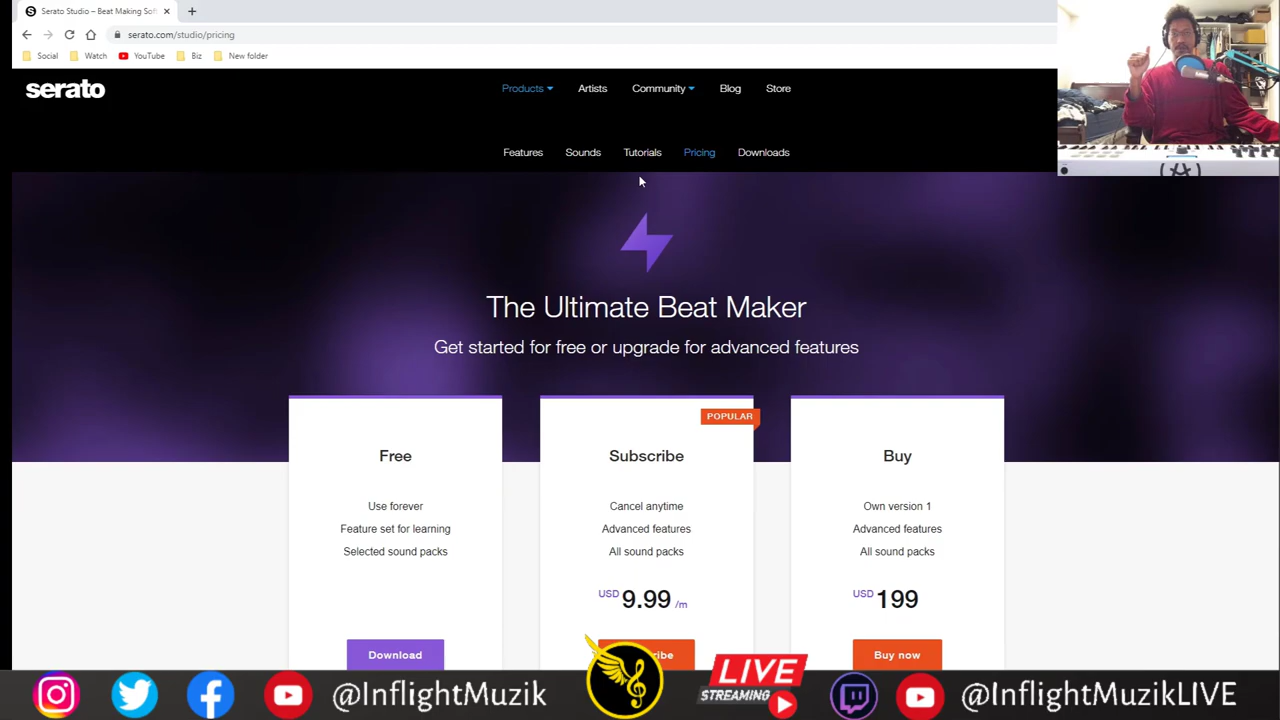 Serato Studio – Beat Making Sof
serato.com/studio/pricing
Social Watch YouTube Biz New folder
serato Products Artists Community Blog Store
Features Sounds Tutorials Pricing Downloads
The Ultimate Beat Maker
Get started for free or upgrade for advanced features
POPULAR
Free
Use forever
Feature set for learning
Selected sound packs
Download
Subscribe
Cancel anytime
Advanced features
All sound packs
USD 9.99 /m
Buy
Own version 1
Advanced features
All sound packs
USD 199
Buy now
@InflightMuzik
LIVE
STREAMING
@InflightMuzikLIVE